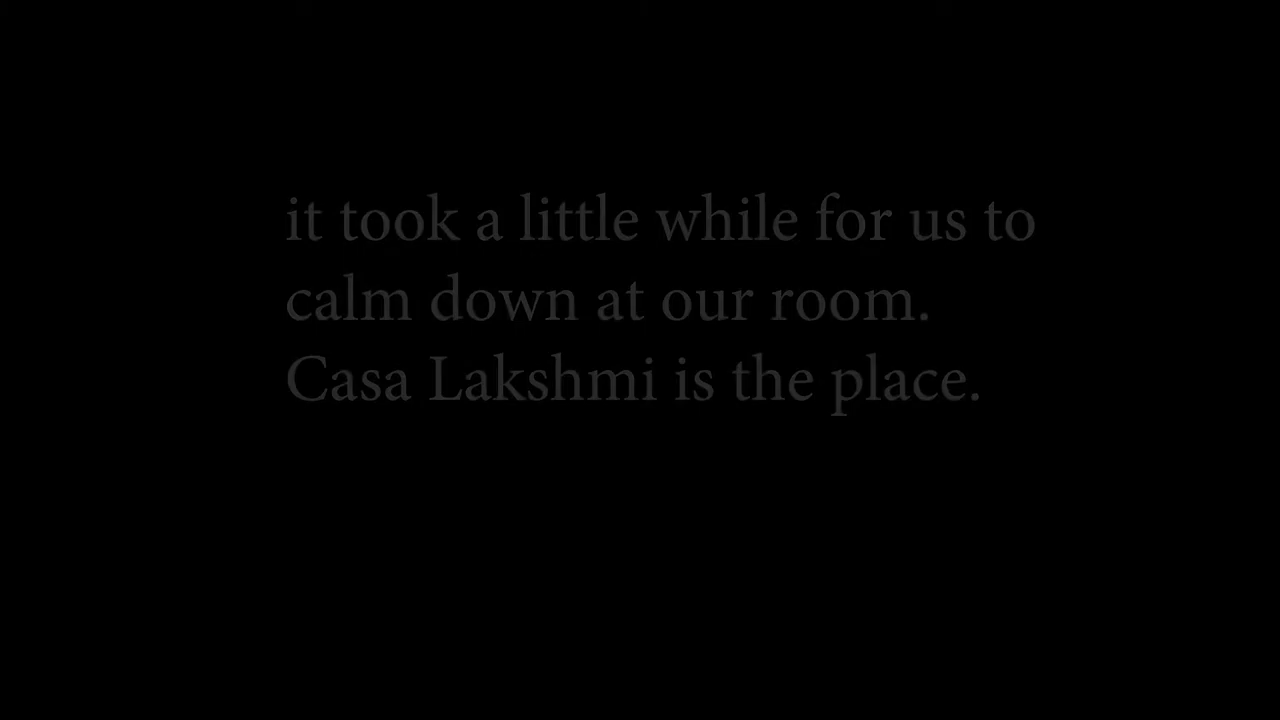 it took a little while for us to
calm down at our room.
Casa Lakshmi is the place.